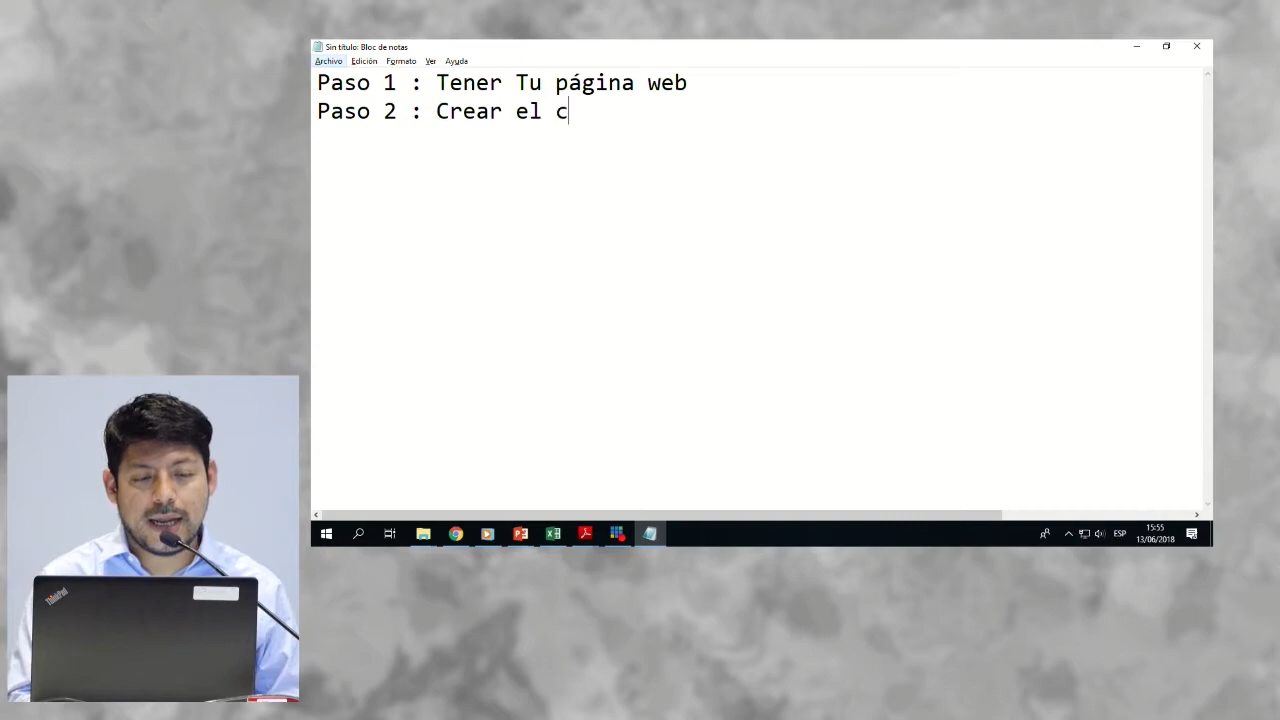 Sin título: Bloc de notas
Archivo Edición Formato Ver Ayuda
Paso 1 : Tener Tu página web
Paso 2 : Crear el c
ThinkPad
ESP
15:55
13/06/2018